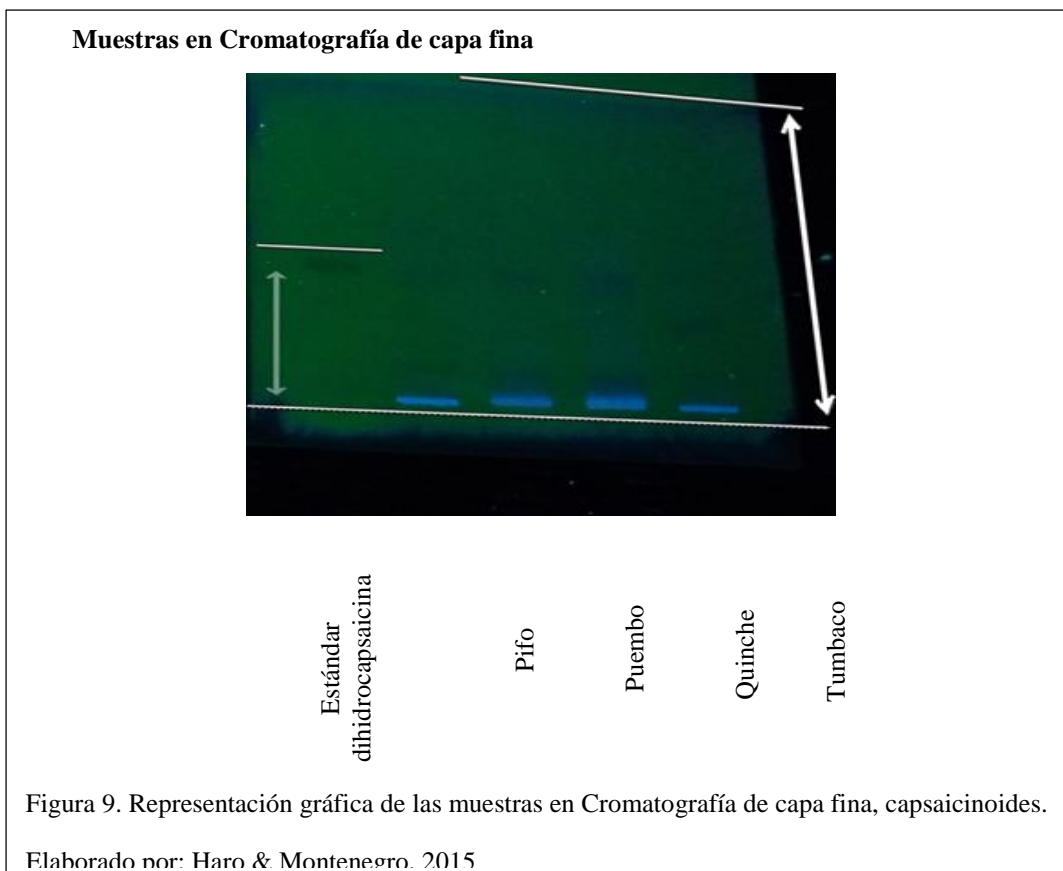 Muestras en Cromatografía de capa fina
Estándar
dihidrocapsaicina
Pifo
Puembo
Quinche
Tumbaco
Figura 9. Representación gráfica de las muestras en Cromatografía de capa fina, capsaicinoides.
Elaborado por: Haro & Montenegro, 2015